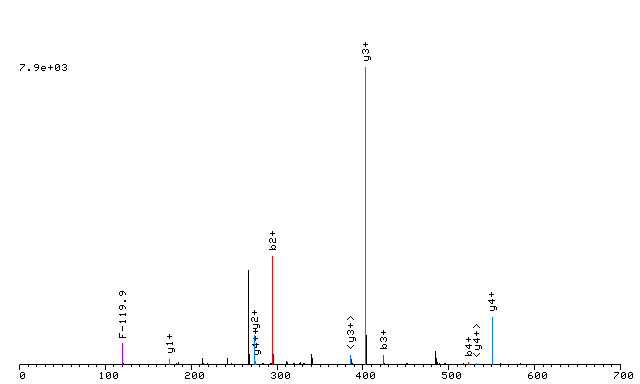 7.9e+03
F-119.9
y1+
y4++
y2+
b2+
<y3+>
y3+
b3+
b4+
<y4+>
y4+
0 100 200 300 400 500 600 700